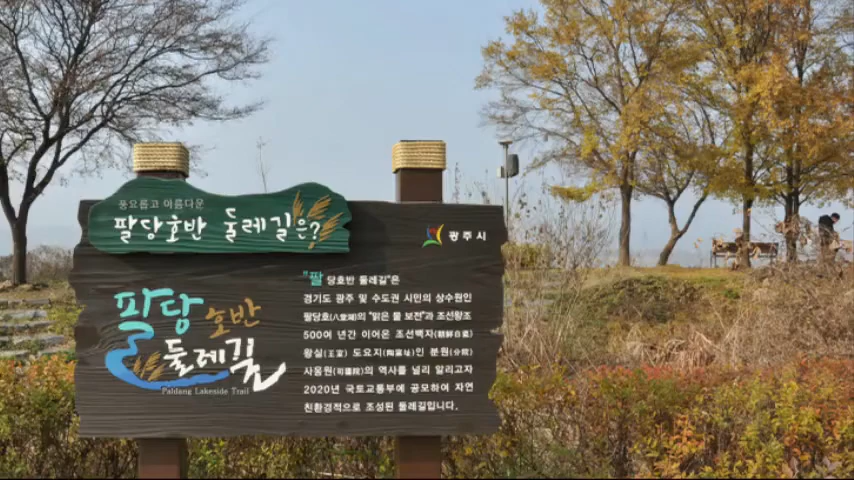 풍요롭고 아름다운
팔당호반 둘레길은?
광주시
팔당
호반
둘레길
Paldang Lakeside Trail
"팔당호반 둘레길"은
경기도 광주 및 수도권 시민의 상수원인
팔당호(八堂湖)의 "맑은 물 보전"과 조선왕조
500여 년간 이어온 조선백자(朝鮮白瓷)
왕실(王室) 도요지(陶窯址)인 분원(分院)
사옹원(司饔院)의 역사를 널리 알리고자
2020년 국토교통부에 공모하여 자연
친환경적으로 조성된 둘레길입니다.